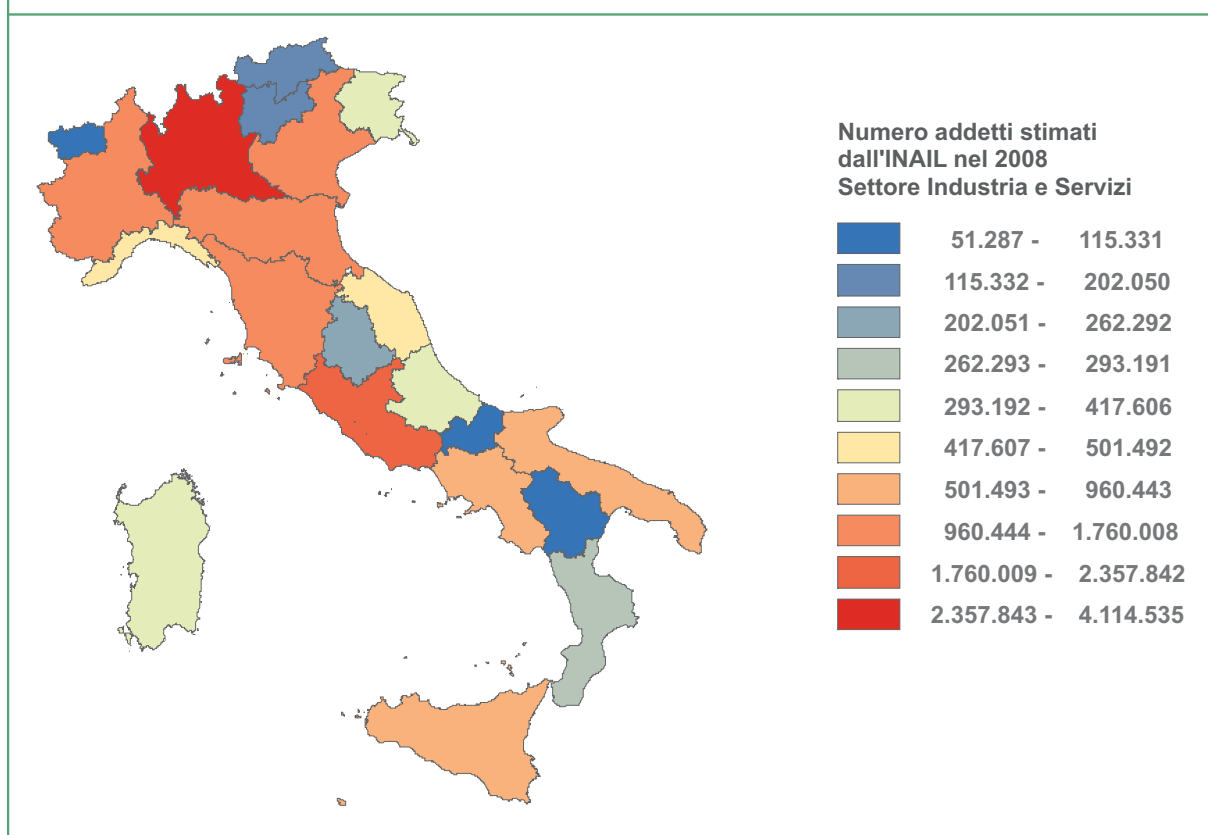 Numero addetti stimati
dall'INAIL nel 2008
Settore Industria e Servizi
51.287 - 115.331
115.332 - 202.050
202.051 - 262.292
262.293 - 293.191
293.192 - 417.606
417.607 - 501.492
501.493 - 960.443
960.444 - 1.760.008
1.760.009 - 2.357.842
2.357.843 - 4.114.535